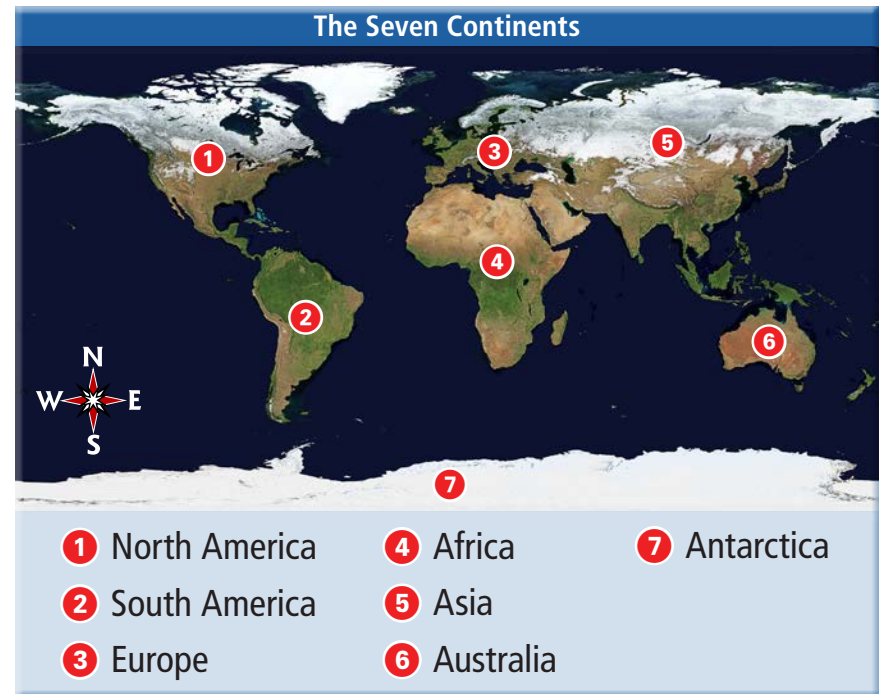 The Seven Continents
1
2
3
4
5
6
7
N
W E
S
1 North America
2 South America
3 Europe
4 Africa
5 Asia
6 Australia
7 Antarctica